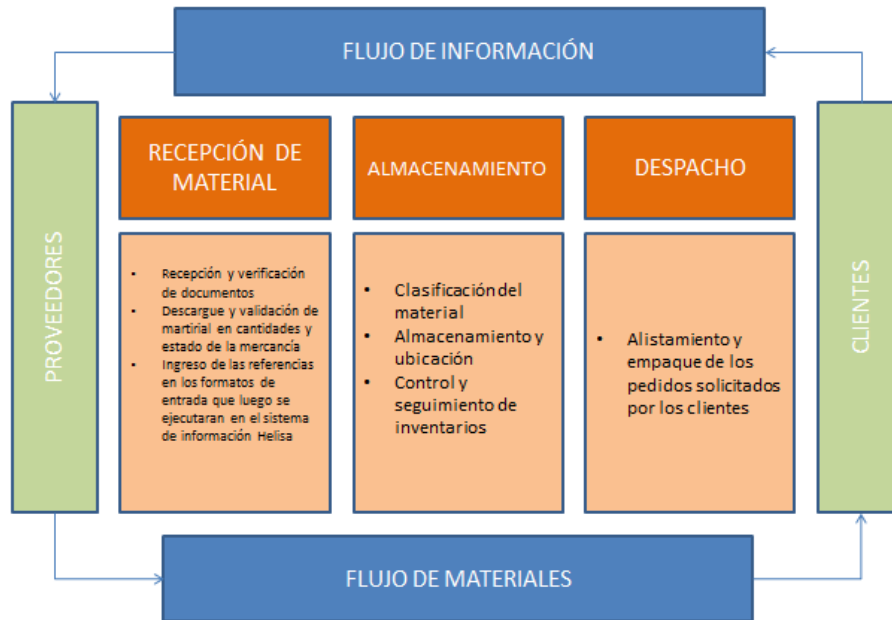 FLUJO DE INFORMACIÓN
PROVEEDORES
RECEPCIÓN DE
MATERIAL
• Recepción y verificación
de documentos
• Descargue y validación de
martirial en cantidades y
estado de la mercancía
• Ingreso de las referencias
en los formatos de
entrada que luego se
ejecutaran en el sistema
de información Helisa
ALMACENAMIENTO
• Clasificación del
material
• Almacenamiento y
ubicación
• Control y
seguimiento de
inventarios
DESPACHO
• Alistamiento y
empaque de los
pedidos solicitados
por los clientes
CLIENTES
FLUJO DE MATERIALES